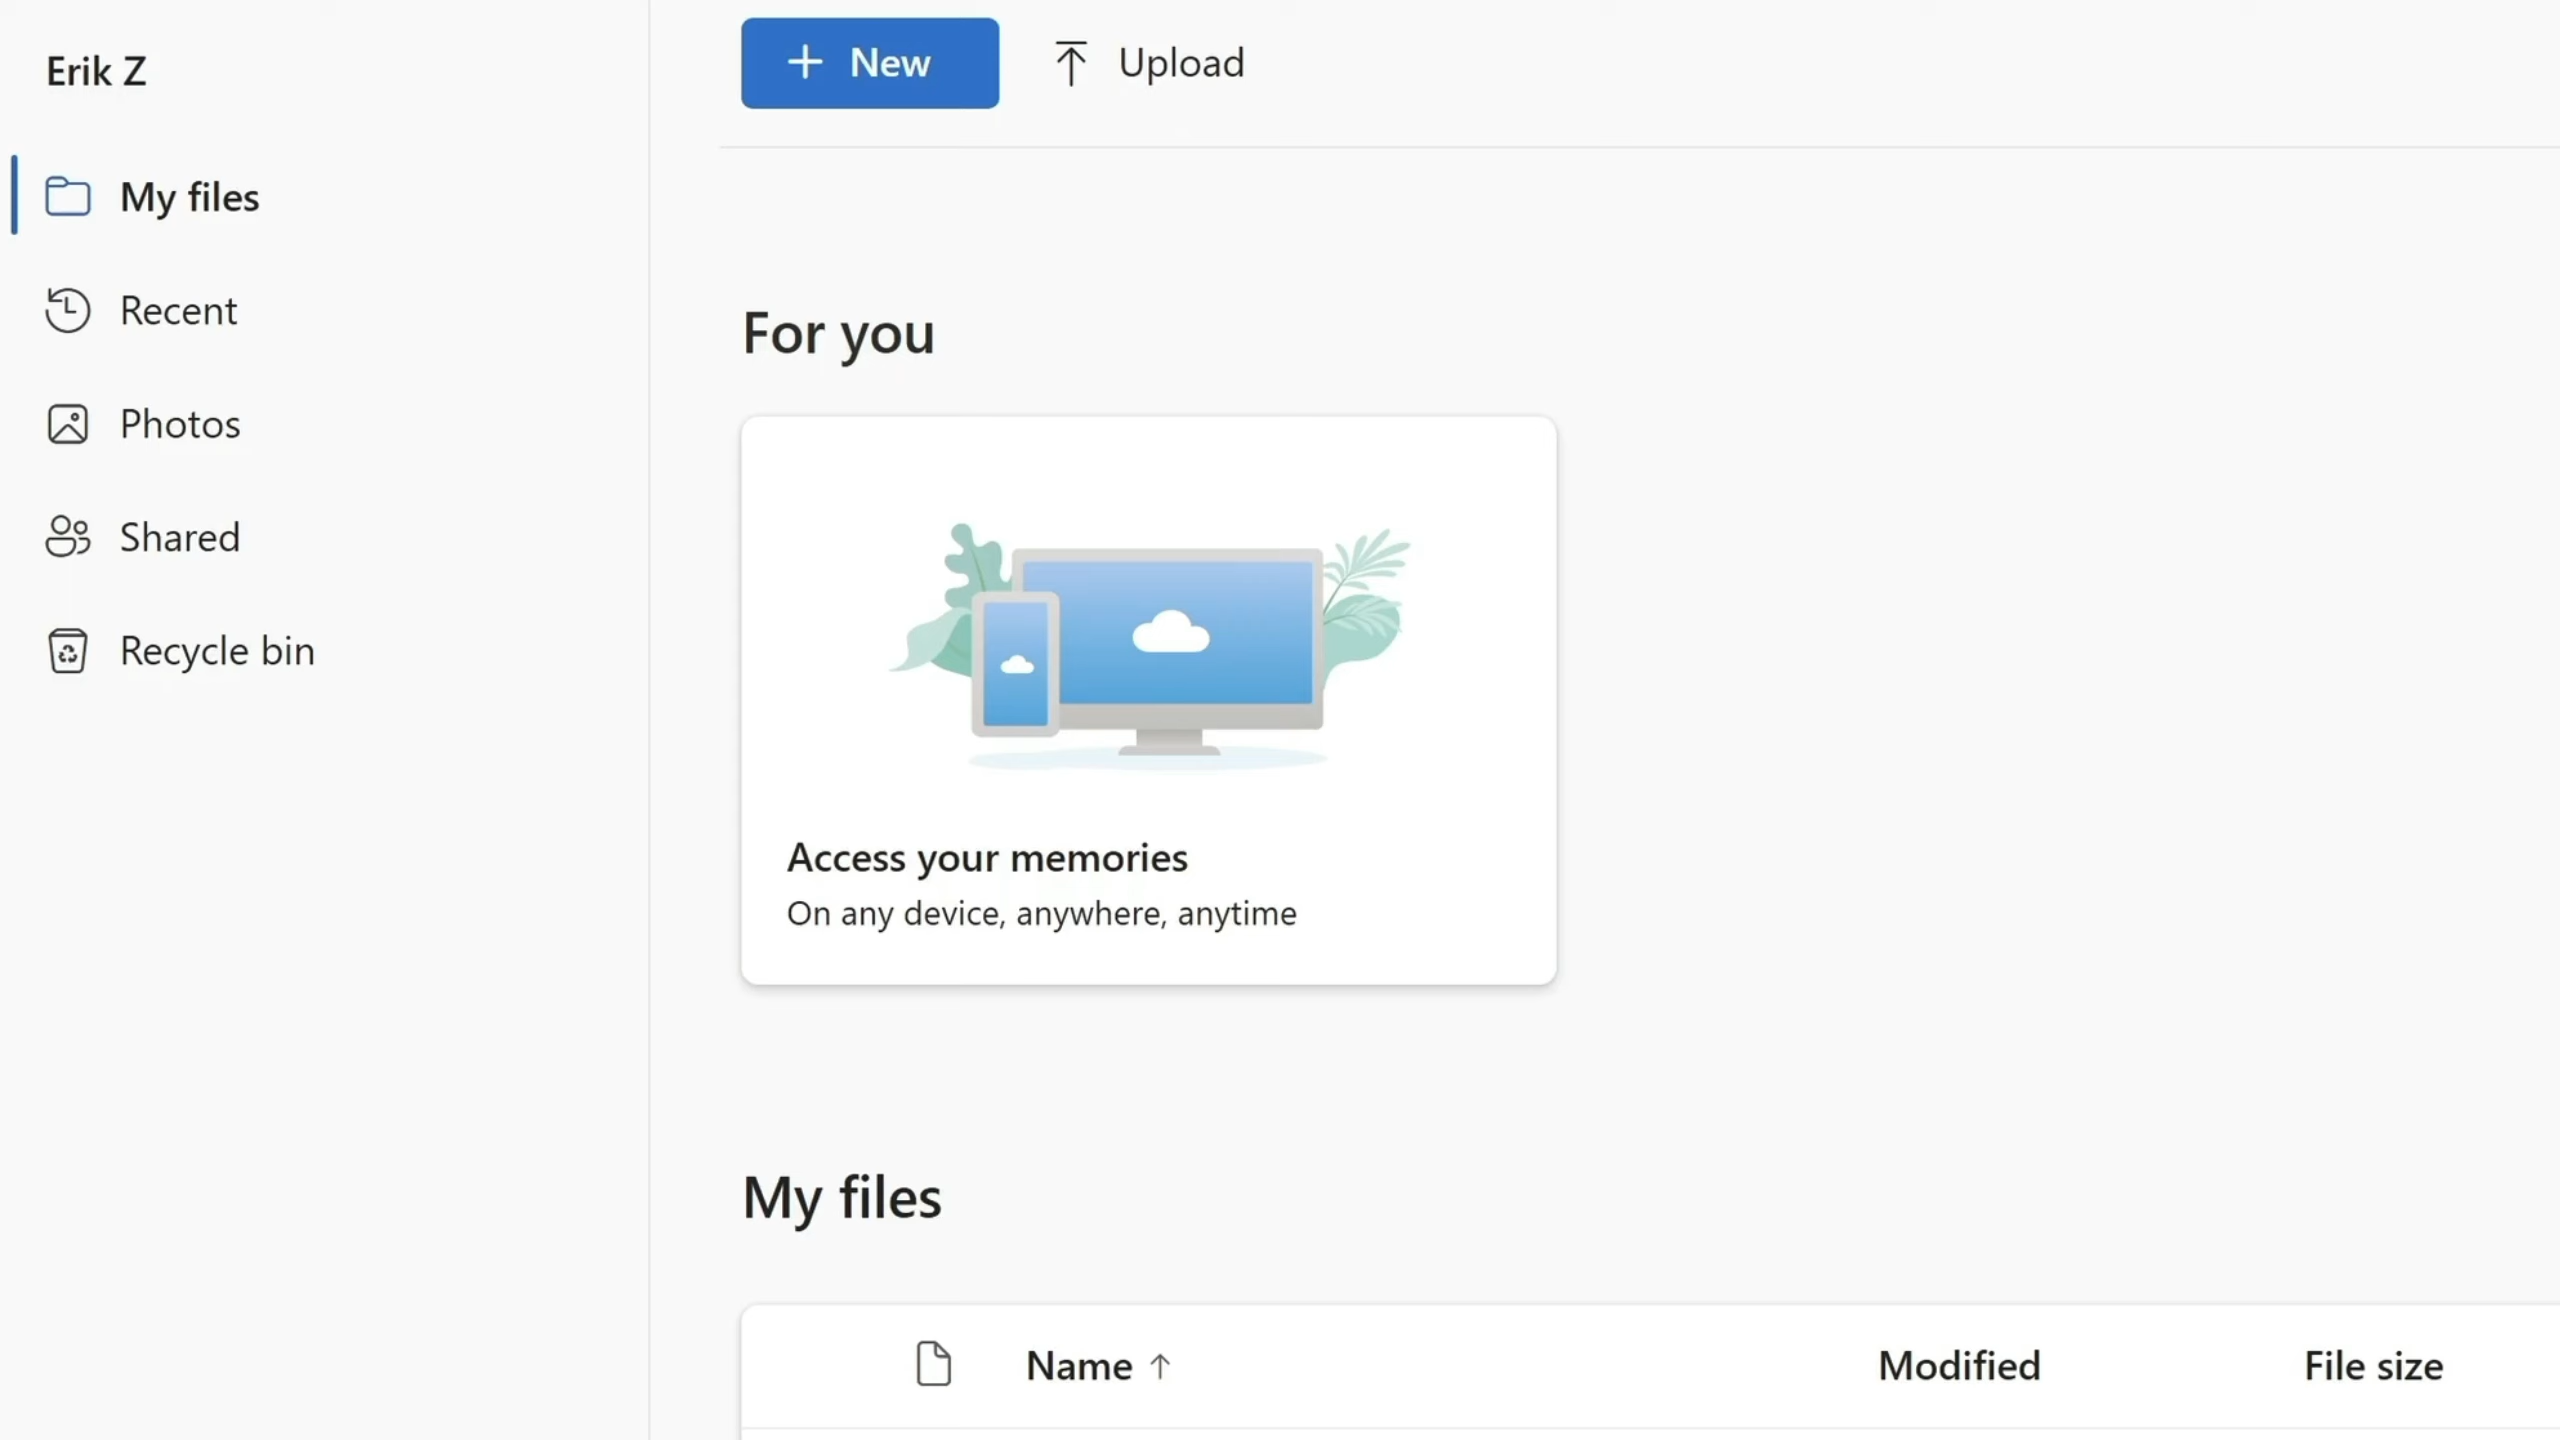 Erik Z
My files
Recent
Photos
Shared
Recycle bin
+ New
Upload
For you
Access your memories
On any device, anywhere, anytime
My files
Name ↑ Modified File size